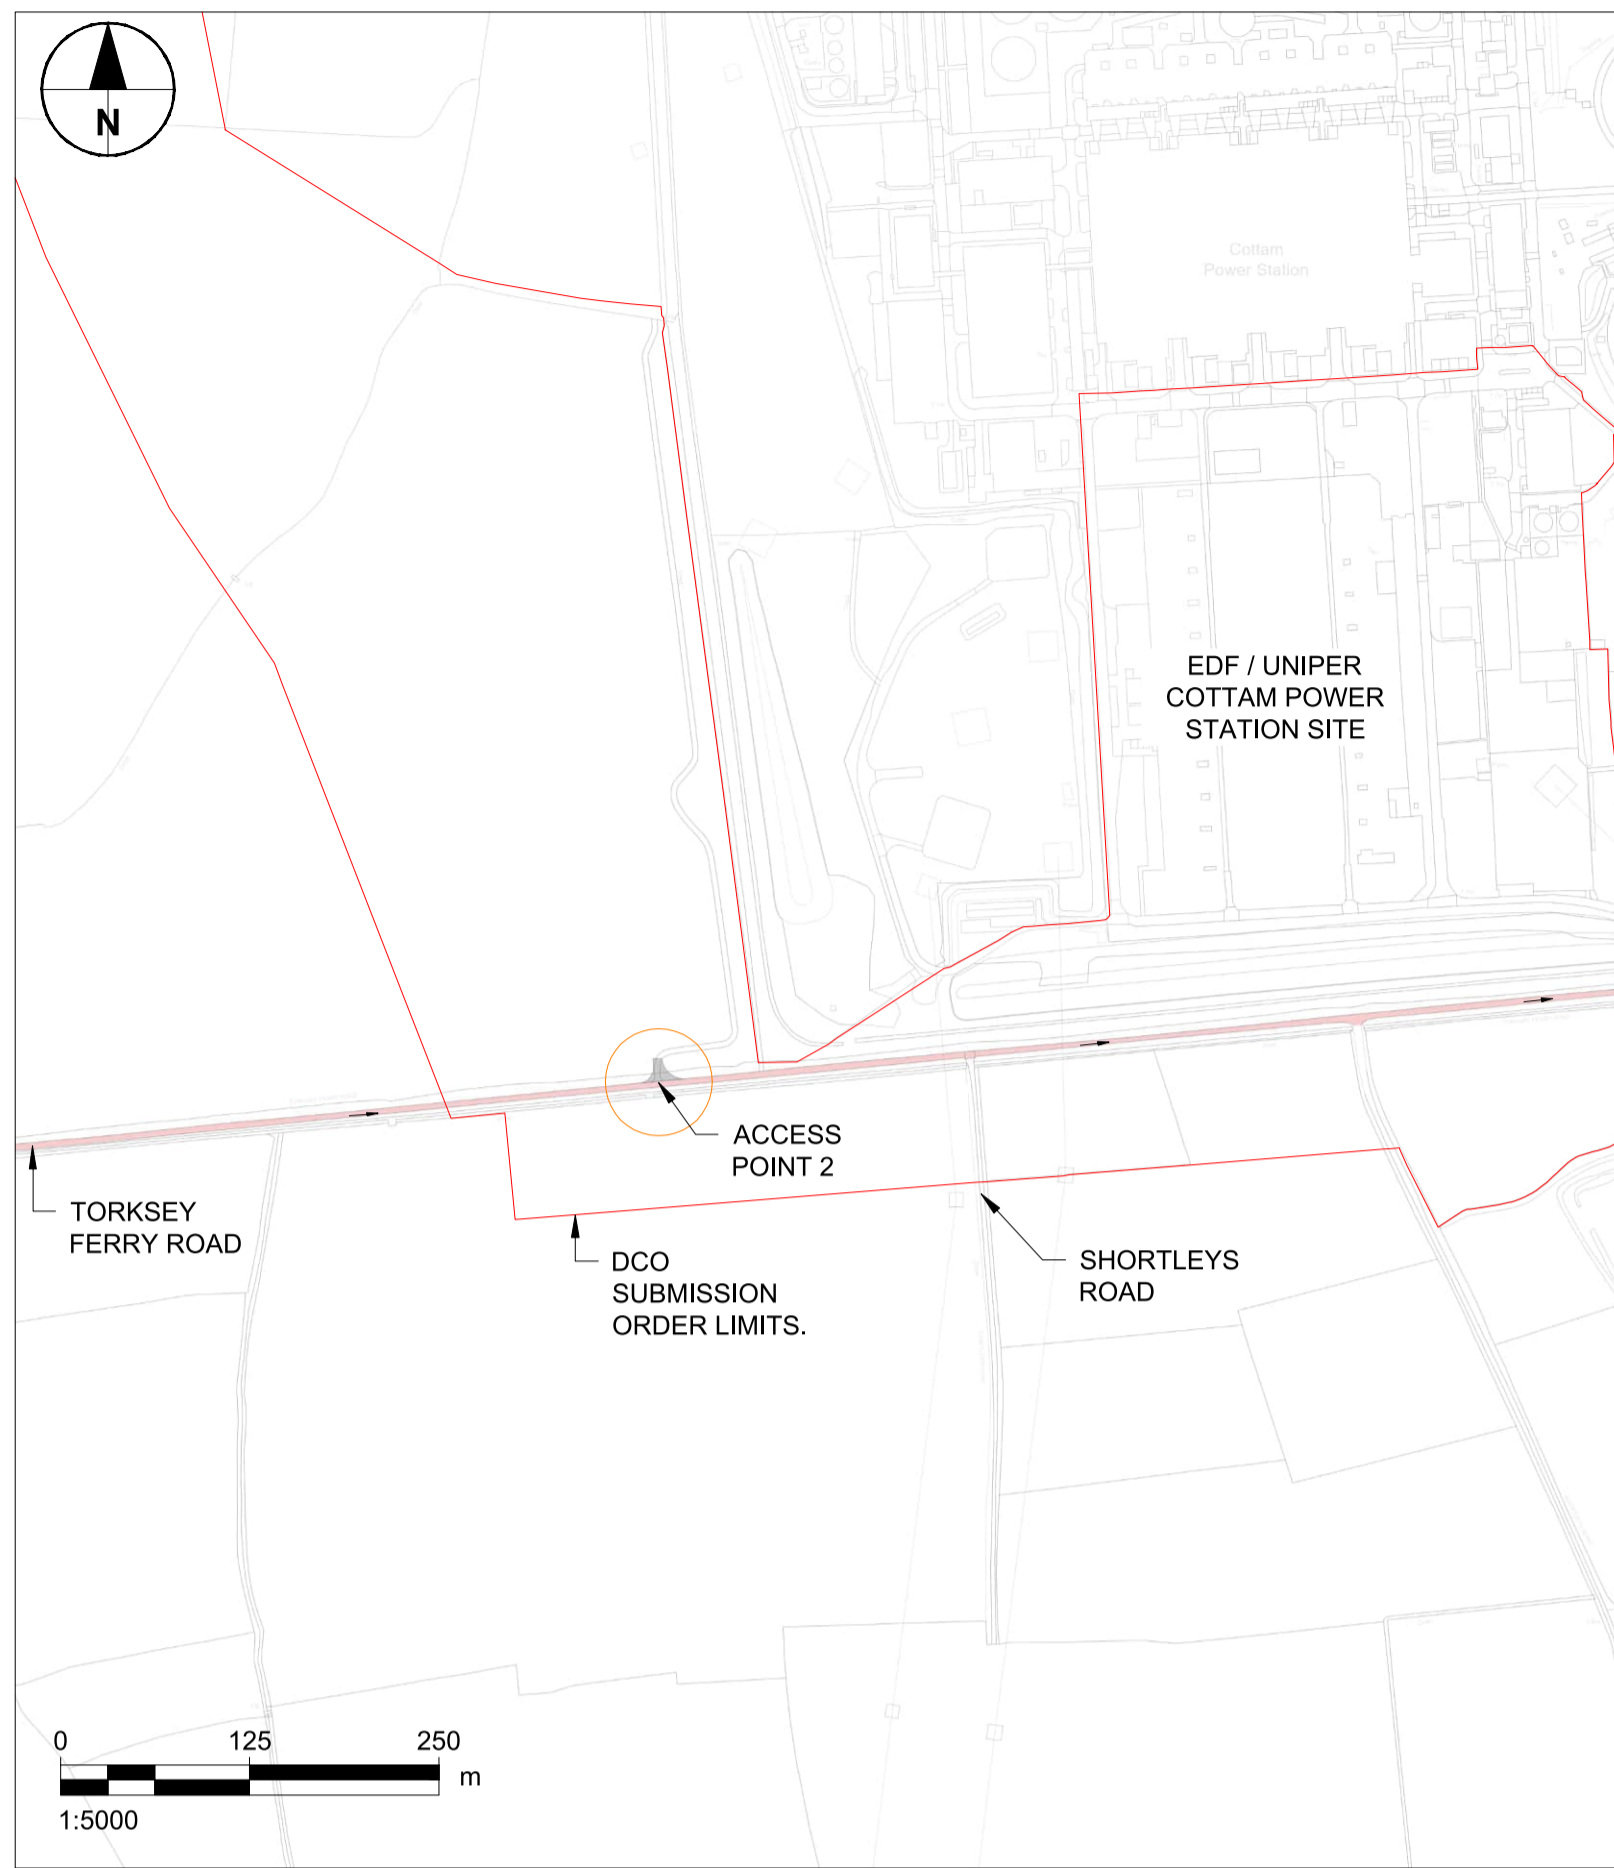 N
Cottam
Power Station
EDF / UNIPER
COTTAM POWER
STATION SITE
ACCESS
POINT 2
TORKSEY
FERRY ROAD
DCO
SUBMISSION
ORDER LIMITS.
SHORTLEYS
ROAD
0 125 250
m
1:5000